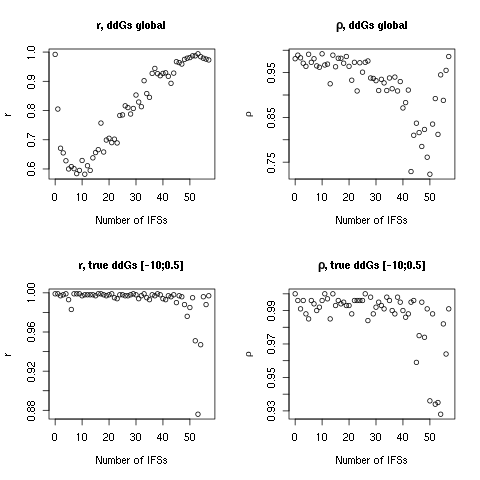 r, ddGs global
r
1.0
0.9
0.8
0.7
0.6
0 10 20 30 40 50
Number of IFSs
ρ, ddGs global
ρ
0.95
0.85
0.75
0 10 20 30 40 50
Number of IFSs
r, true ddGs [-10;0.5]
r
1.00
0.96
0.92
0.88
0 10 20 30 40 50
Number of IFSs
ρ, true ddGs [-10;0.5]
ρ
0.99
0.97
0.95
0.93
0 10 20 30 40 50
Number of IFSs